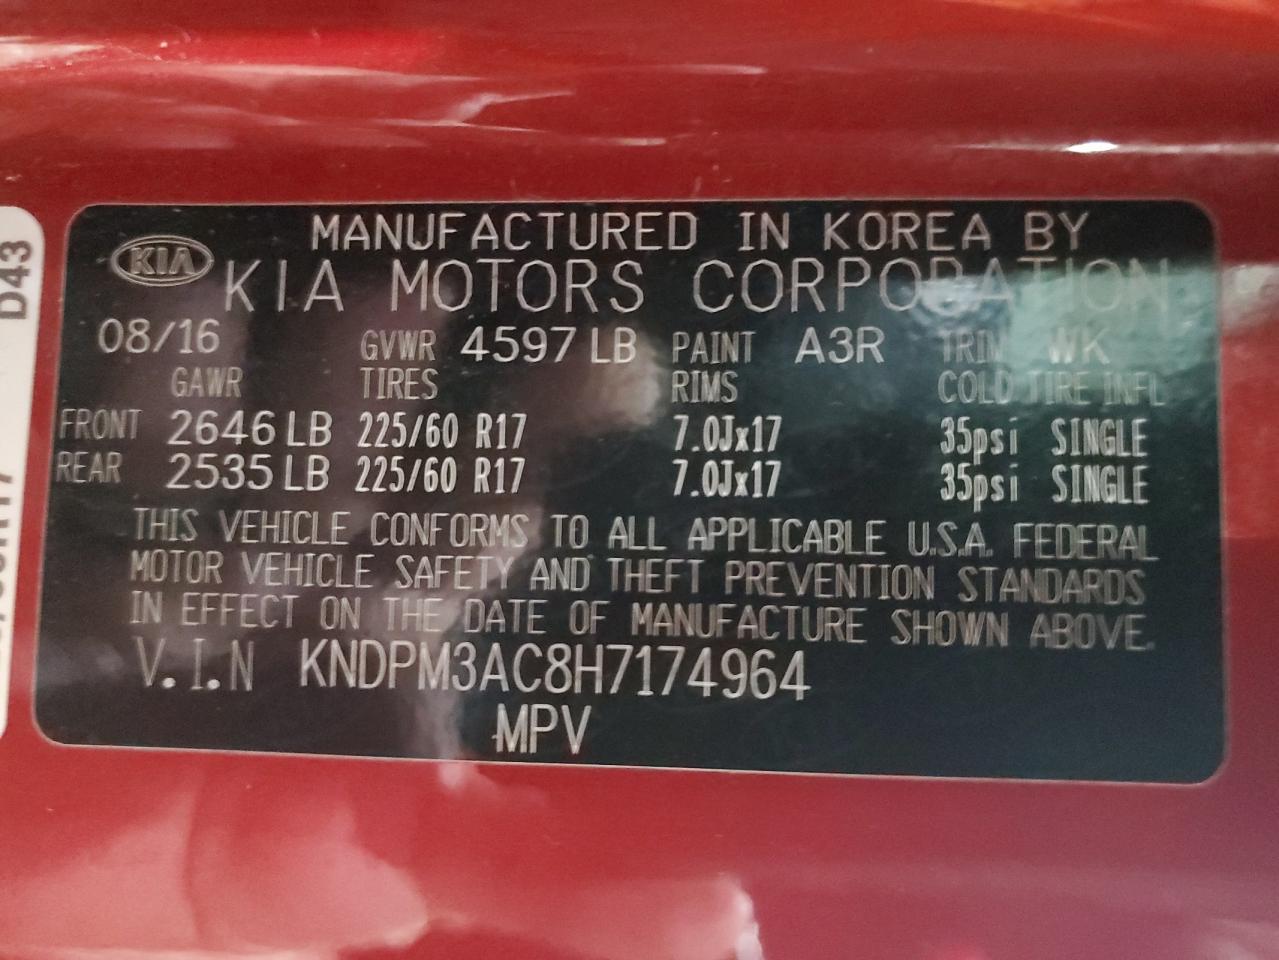 MANUFACTURED IN KOREA BY
KIA
KIA MOTORS CORPORATION
08/16 GVWR 4597 LB PAINT A3R TRIM WK
GAWR TIRES RIMS COLD TIRE INFL
FRONT 2646 LB 225/60 R17 7.0Jx17 35psi SINGLE
REAR 2535 LB 225/60 R17 7.0Jx17 35psi SINGLE
THIS VEHICLE CONFORMS TO ALL APPLICABLE U.S.A. FEDERAL
MOTOR VEHICLE SAFETY AND THEFT PREVENTION STANDARDS
IN EFFECT ON THE DATE OF MANUFACTURE SHOWN ABOVE.
V.I.N KNDPM3AC8H7174964
MPV
D43